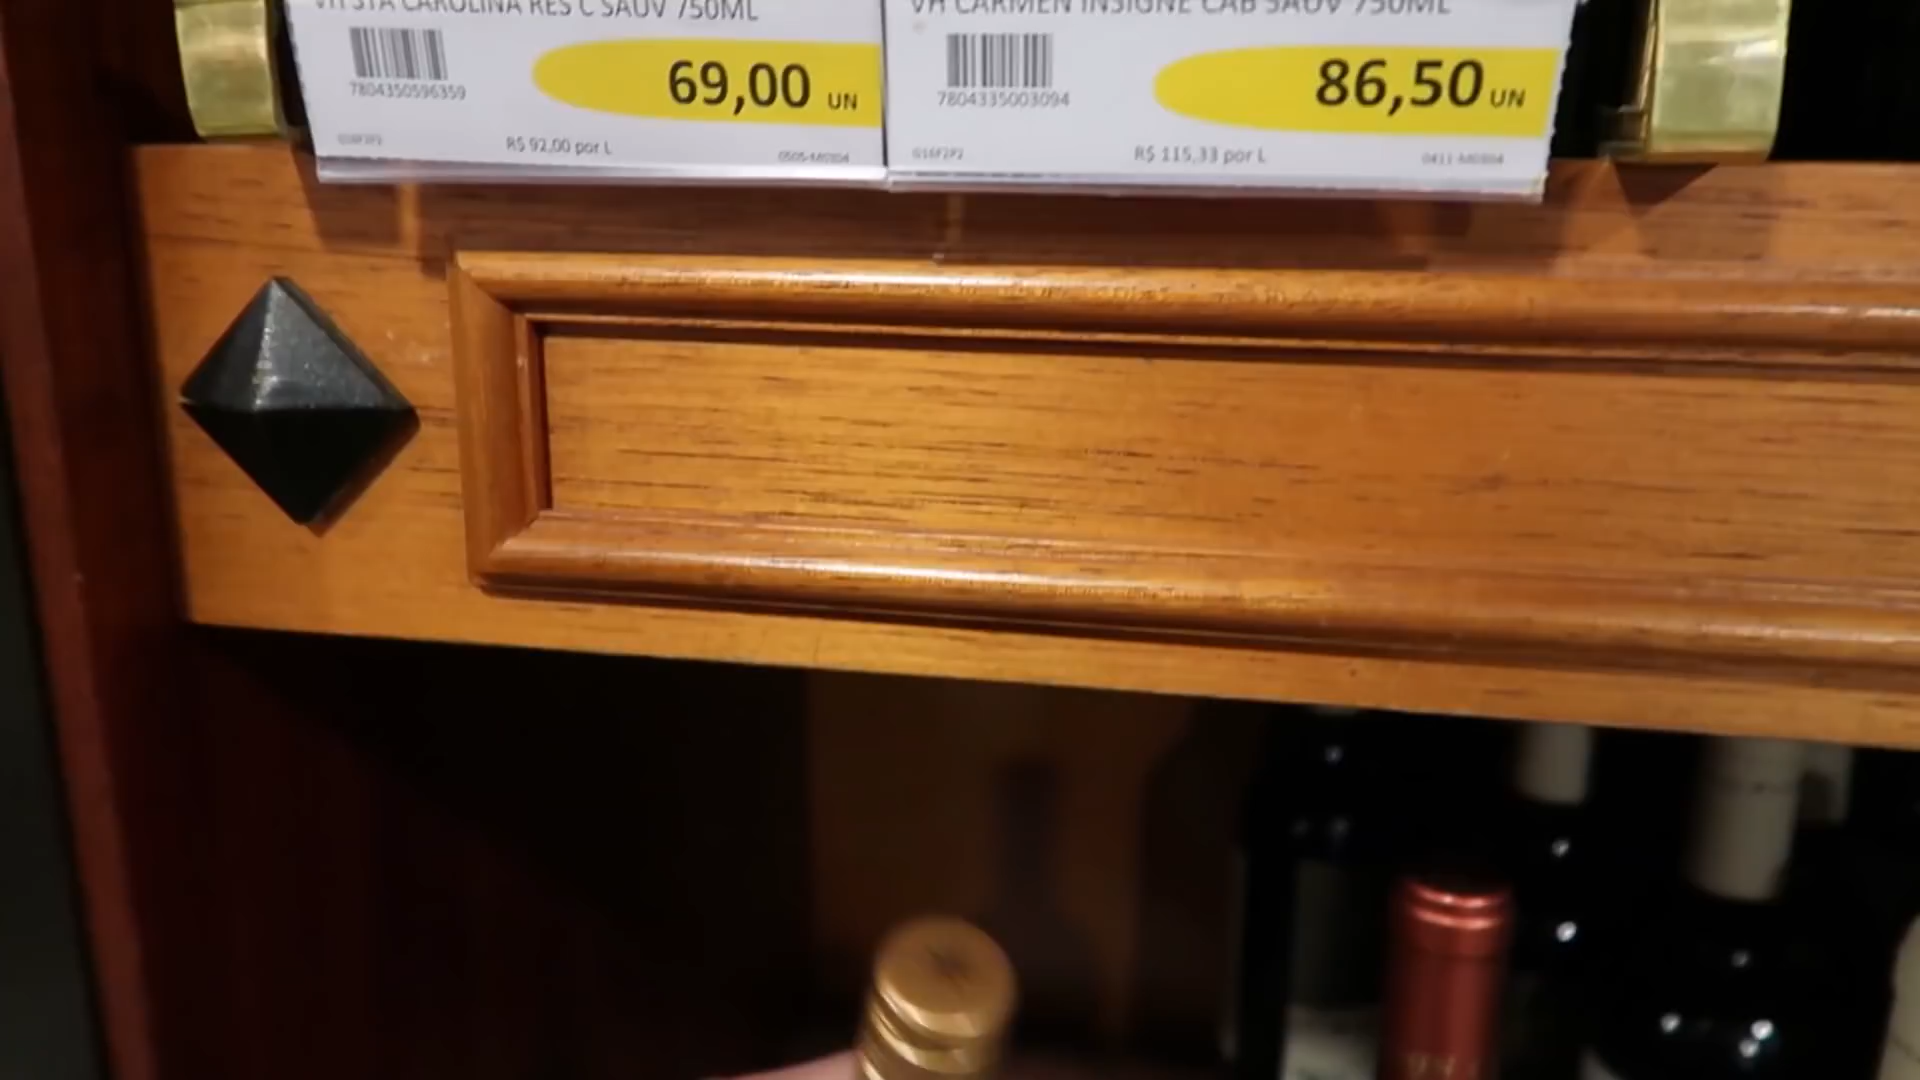 VH STA CAROLINA RES C SAUV 750ML
7804350596359
69,00 UN
R$ 92,00 por L
VH CARMEN INSIGNE CAB SAUV 750ML
7804335003094
86,50 UN
G16F2P2
R$ 115,33 por L